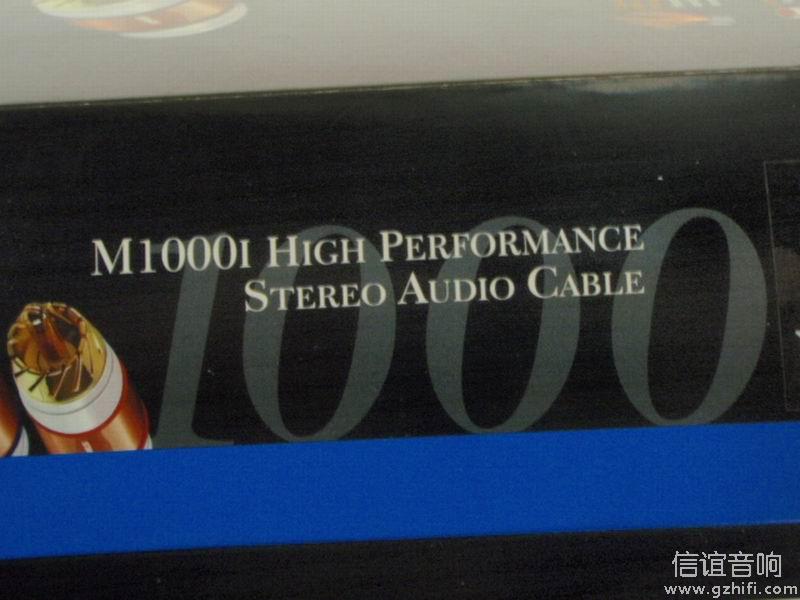 M1000I HIGH PERFORMANCE
STEREO AUDIO CABLE
1000
信谊音响
www.gzhifi.com